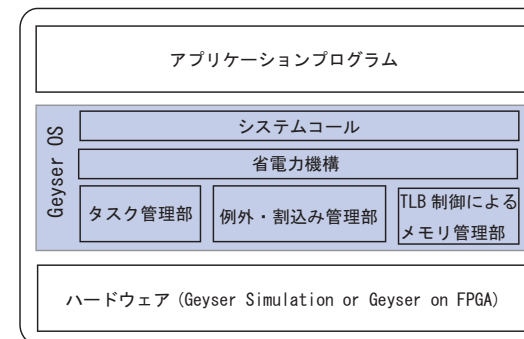 アプリケーションプログラム
Geyser OS
システムコール
省電力機構
タスク管理部
例外・割込み管理部
TLB 制御による
メモリ管理部
ハードウェア (Geyser Simulation or Geyser on FPGA)